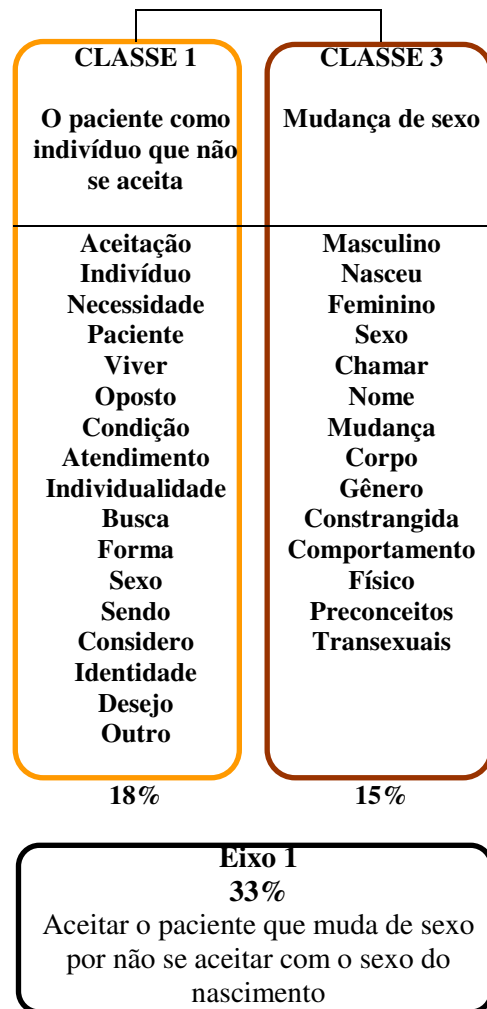 CLASSE 1
O paciente como
indivíduo que não
se aceita
Aceitação
Indivíduo
Necessidade
Paciente
Viver
Oposto
Condição
Atendimento
Individualidade
Busca
Forma
Sexo
Sendo
Considero
Identidade
Desejo
Outro
18%
CLASSE 3
Mudança de sexo
Masculino
Nasceu
Feminino
Sexo
Chamar
Nome
Mudança
Corpo
Gênero
Constrangida
Comportamento
Físico
Preconceitos
Transexuais
15%
Eixo 1
33%
Aceitar o paciente que muda de sexo
por não se aceitar com o sexo do
nascimento